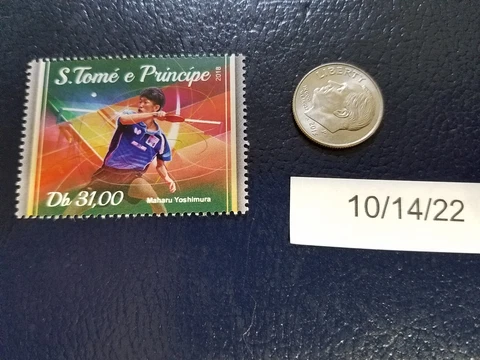 S. Tomé e Príncipe
2018
Db 31,00
Maharu Yoshimura
LIBERTY
10/14/22